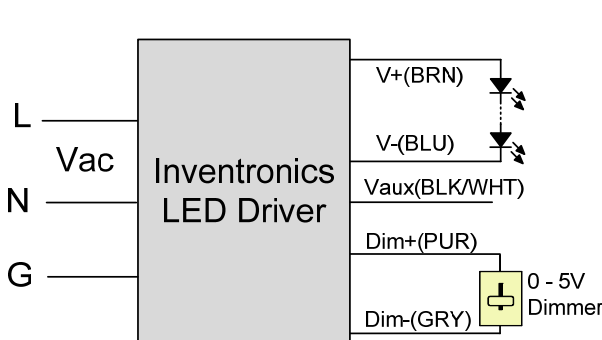 L
Vac
N
G
Inventronics
LED Driver
V+(BRN)
V-(BLU)
Vaux(BLK/WHT)
Dim+(PUR)
0 - 5V
Dimmer
Dim-(GRY)